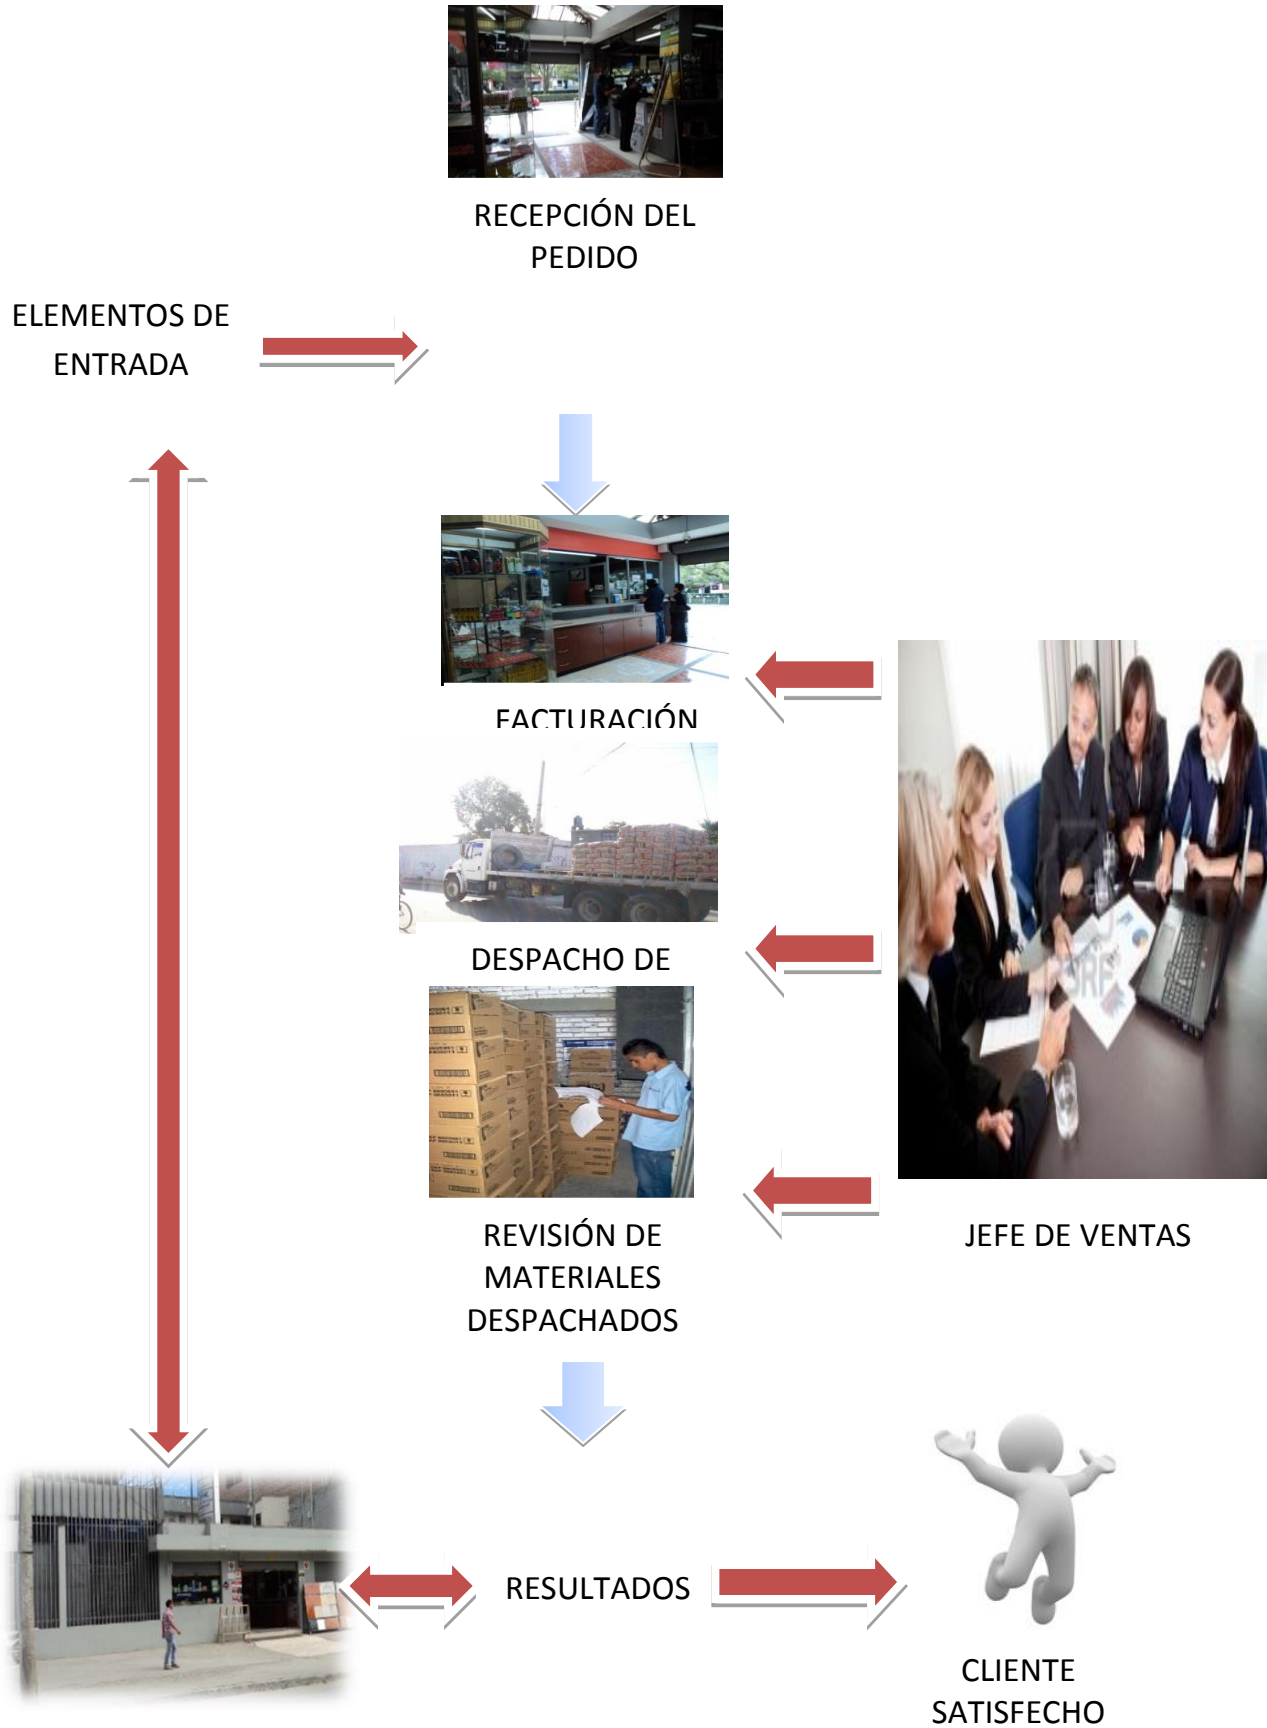 RECEPCIÓN DEL
PEDIDO
ELEMENTOS DE
ENTRADA
FACTURACIÓN
DESPACHO DE
REVISIÓN DE
MATERIALES
DESPACHADOS
JEFE DE VENTAS
RESULTADOS
CLIENTE
SATISFECHO